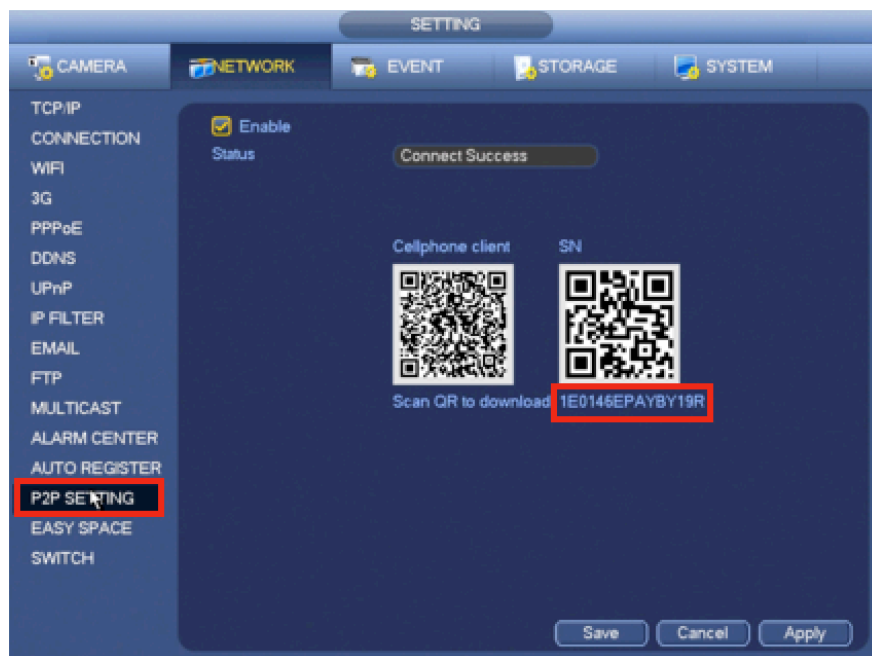 SETTING
CAMERA NETWORK EVENT STORAGE SYSTEM
TCP/IP
CONNECTION
WIFI
3G
PPPoE
DDNS
UPnP
IP FILTER
EMAIL
FTP
MULTICAST
ALARM CENTER
AUTO REGISTER
P2P SETTING
EASY SPACE
SWITCH
Enable
Status Connect Success
Cellphone client SN
Scan QR to download 1E0146EPAYBY19R
Save Cancel Apply